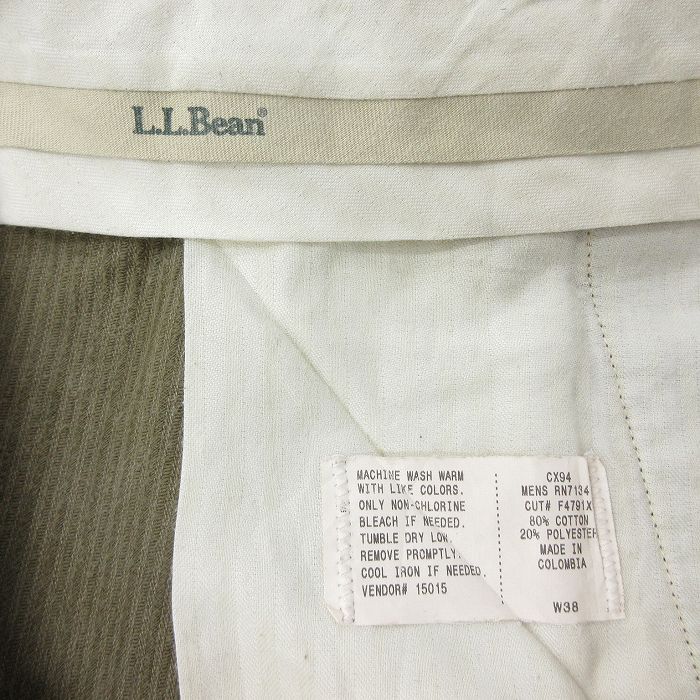 L.L.Bean®
MACHINE WASH WARM
WITH LIKE COLORS.
ONLY NON-CHLORINE
BLEACH IF NEEDED.
TUMBLE DRY LOW.
REMOVE PROMPTLY.
COOL IRON IF NEEDED.
VENDOR# 15015
CX94
MENS RN7134
CUT# F4791X
80% COTTON
20% POLYESTER
MADE IN
COLOMBIA
W38